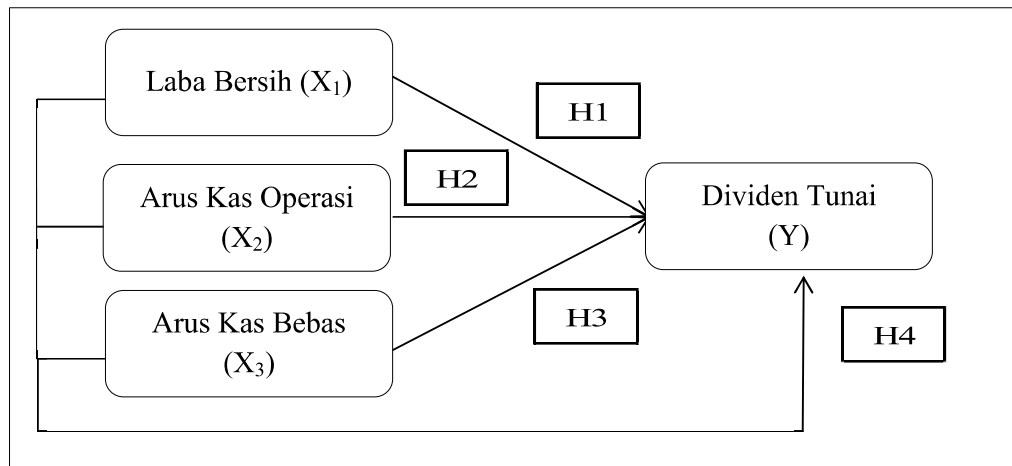 Laba Bersih (X₁)
H1
H2
Arus Kas Operasi
(X₂)
Dividen Tunai
(Y)
Arus Kas Bebas
(X₃)
H3
H4